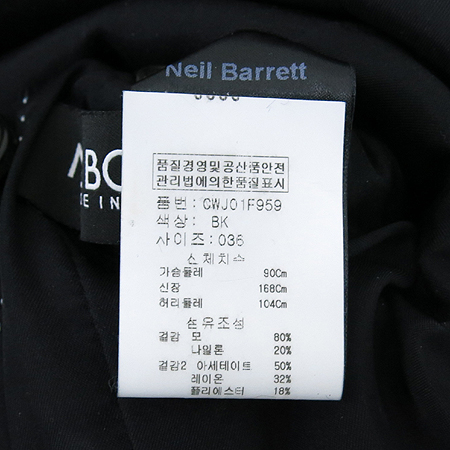 Neil Barrett
품질경영및공산품안전
관리법에의한품질표시
품번:CWJ01F959
색상: BK
사이즈:036
신체치수
가슴둘레 90Cm
신장 168Cm
허리둘레 104Cm
섬유조성
겉감 모 80%
나일론 20%
겉감2 아세테이트 50%
레이온 32%
폴리에스터 18%
E IN